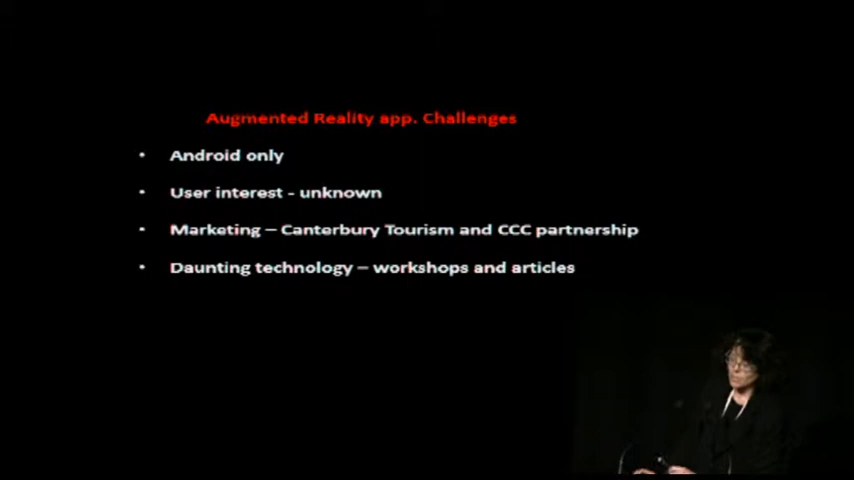 Augmented Reality app. Challenges
• Android only
• User interest - unknown
• Marketing – Canterbury Tourism and CCC partnership
• Daunting technology – workshops and articles